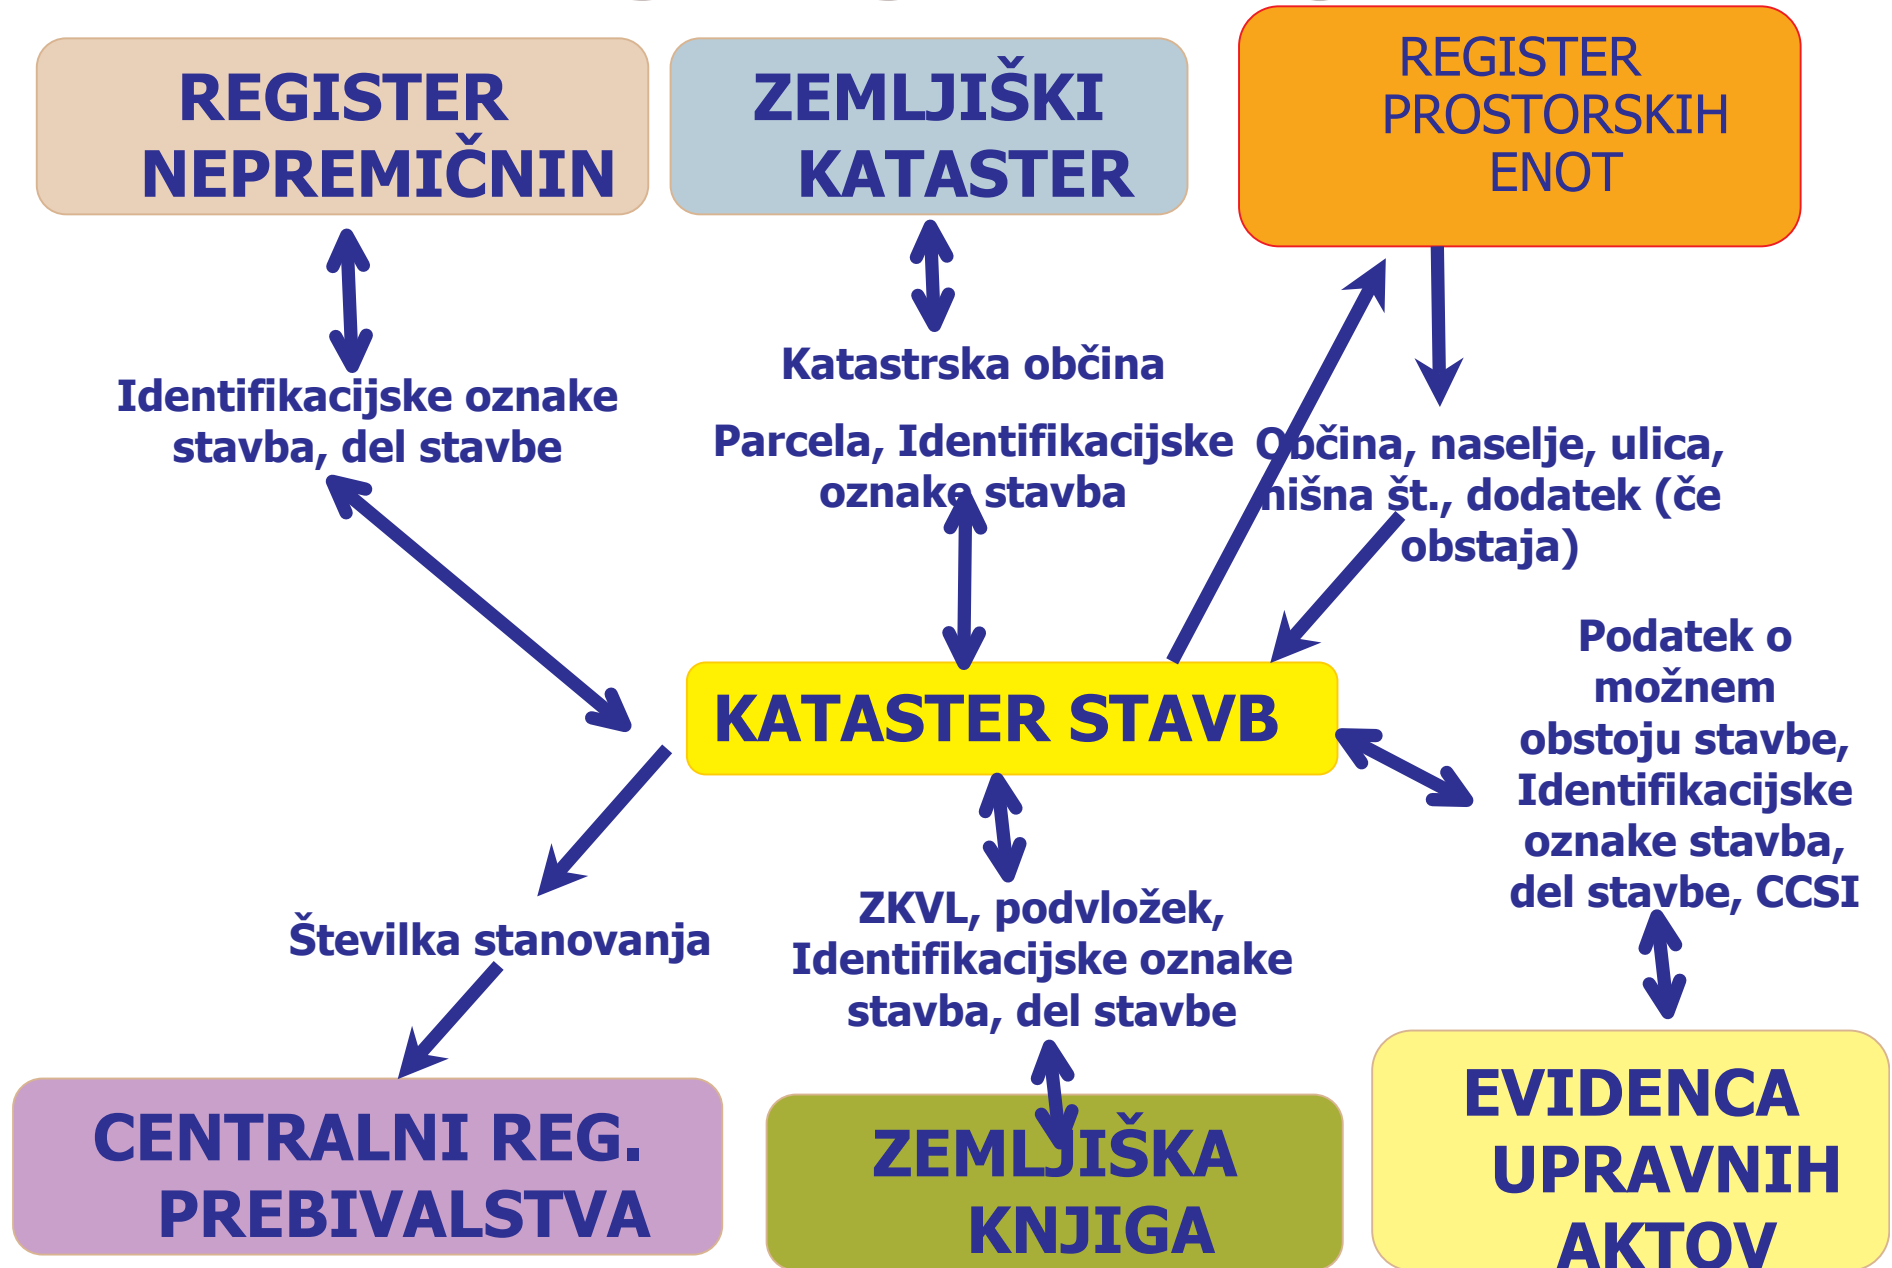 REGISTER
NEPREMIČNIN
ZEMLJIŠKI
KATASTER
REGISTER
PROSTORSKIH
ENOT
Identifikacijske oznake
stavba, del stavbe
Katastrska občina
Parcela, Identifikacijske
oznake stavba
Občina, naselje, ulica,
hišna št., dodatek (če
obstaja)
KATASTER STAVB
Podatek o
možnem
obstoju stavbe,
Identifikacijske
oznake stavba,
del stavbe, CCSI
Številka stanovanja
ZKVL, podvložek,
Identifikacijske oznake
stavba, del stavbe
CENTRALNI REG.
PREBIVALSTVA
ZEMLJIŠKA
KNJIGA
EVIDENCA
UPRAVNIH
AKTOV